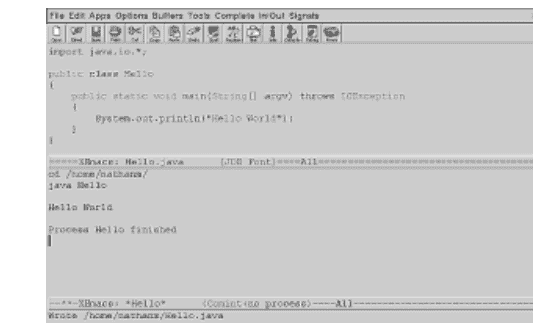 File Edit Apps Options Buffers Tools Complete In/Out Signals
import java.io.*;
public class Hello
{
public static void main(String[] argv) throws IOException
{
System.out.println("Hello World");
}
}
-----XEmacs: Hello.java (JDE Font)----All----
cd /home/nathanm/
java Hello
Hello World
Process Hello finished
--**-XEmacs: *Hello* (Comint:no process)----All----
Wrote /home/nathanm/Hello.java